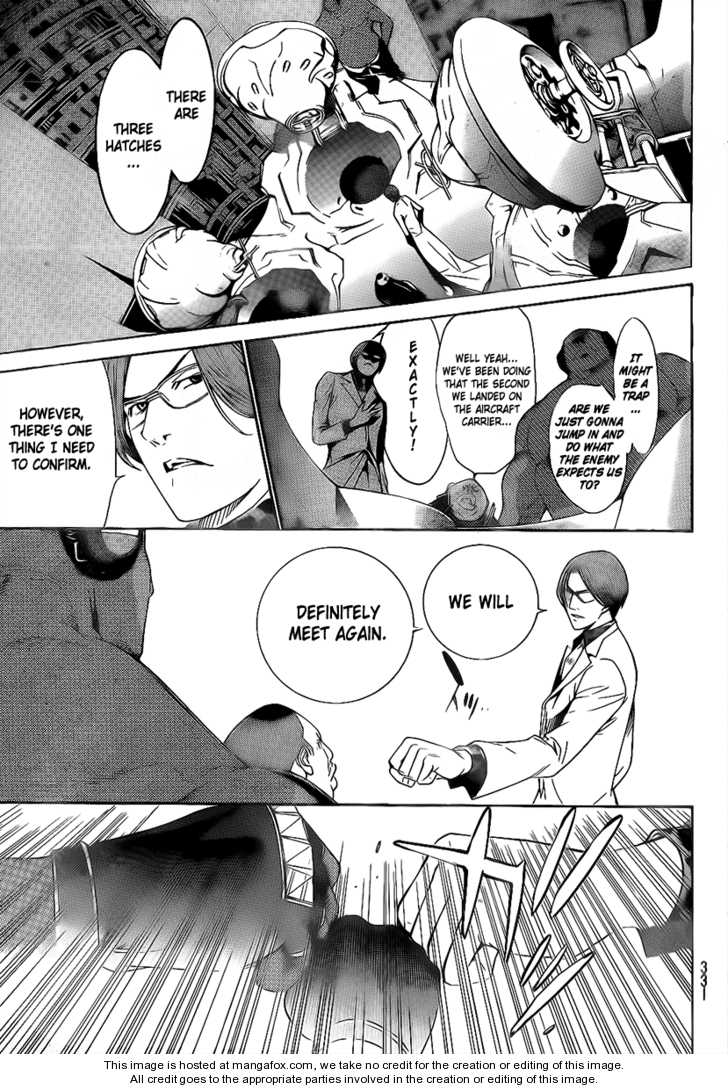 THERE
ARE
THREE
HATCHES
...
IT
MIGHT
BE A
TRAP...
ARE WE
JUST GONNA
JUMP IN AND
DO WHAT
THE ENEMY
EXPECTS US
TO?
WELL YEAH...
WE'VE BEEN
DOING
THAT THE SECOND
WE LANDED
ON THE
AIRCRAFT
CARRIER...
EXACTLY!
HOWEVER,
THERE'S ONE
THING I NEED
TO CONFIRM.
WE WILL
DEFINITELY
MEET AGAIN.
331
This image is hosted at mangafox.com, we take no credit for the creation or editing of this image.
All credit goes to the appropriate parties involved in the creation or editing of this image.